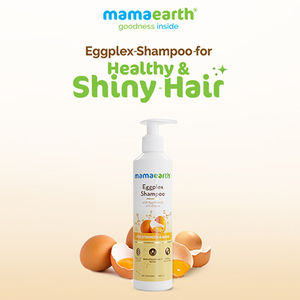 mamaearth
goodness inside
Eggplex Shampoo for
Healthy &
Shiny Hair
mamaearth
Eggplex
Shampoo